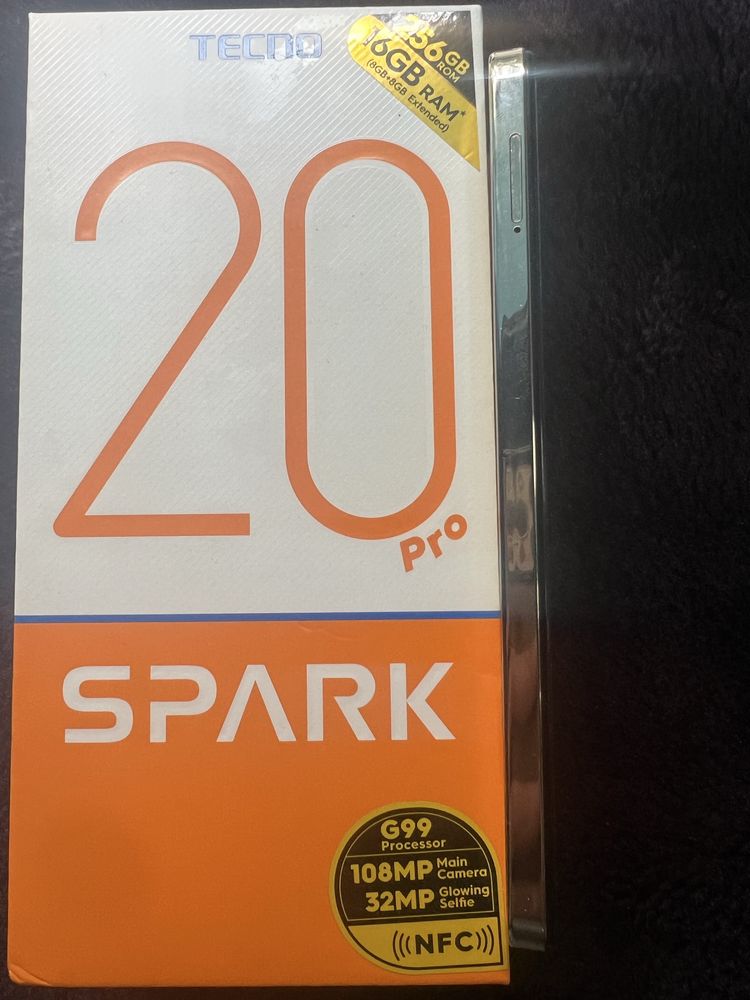 TECNO
256GB
ROM
16GB RAM*
(8GB+8GB Extended)
20
Pro
SPARK
G99
Processor
108MP Main
Camera
32MP Glowing
Selfie
(((NFC)))